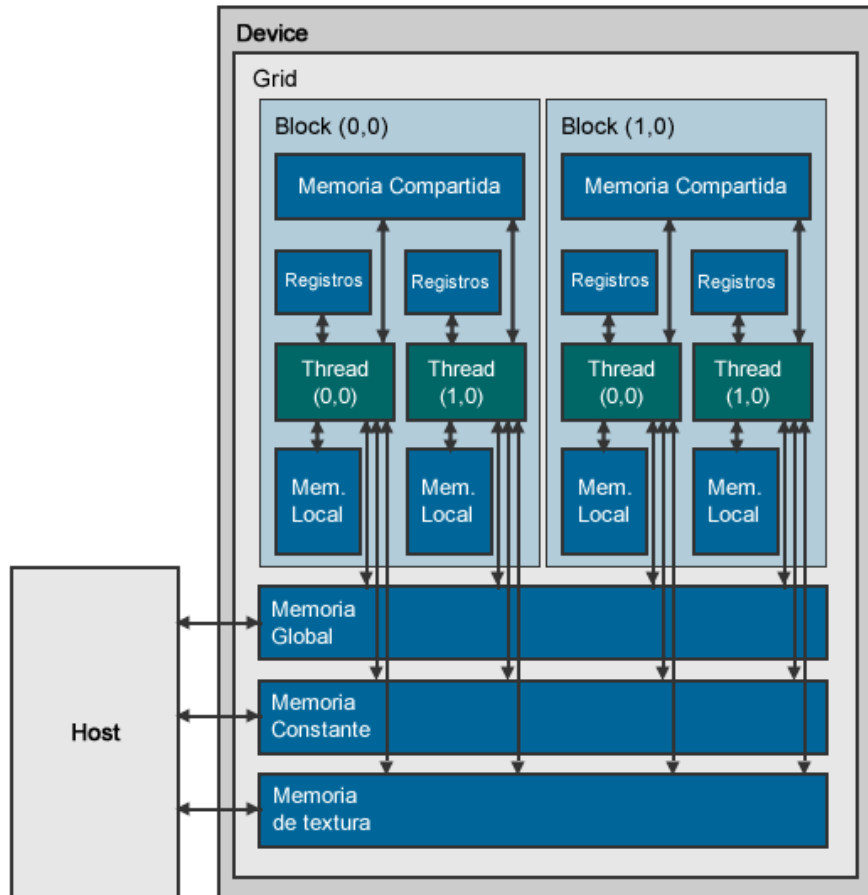 Device
Grid
Block (0,0)
Block (1,0)
Memoria Compartida
Memoria Compartida
Registros
Registros
Registros
Registros
Thread
(0,0)
Thread
(1,0)
Thread
(0,0)
Thread
(1,0)
Mem.
Local
Mem.
Local
Mem.
Local
Mem.
Local
Memoria
Global
Memoria
Constante
Host
Memoria
de textura